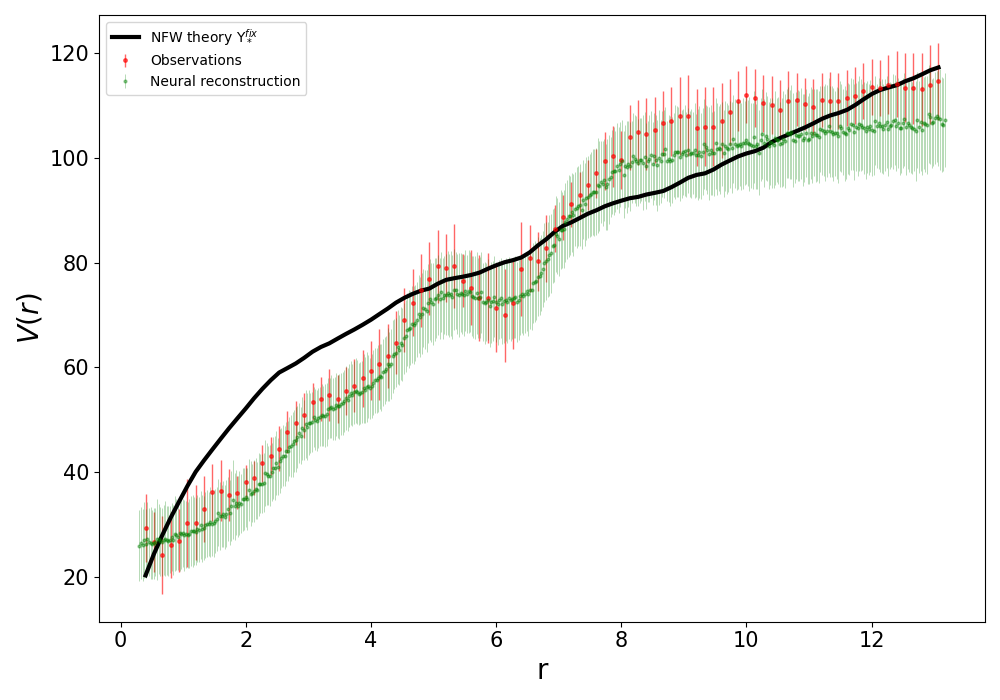 NFW theory Υ*^fix
Observations
Neural reconstruction
V(r)
120
100
80
60
40
20
0 2 4 6 8 10 12
r